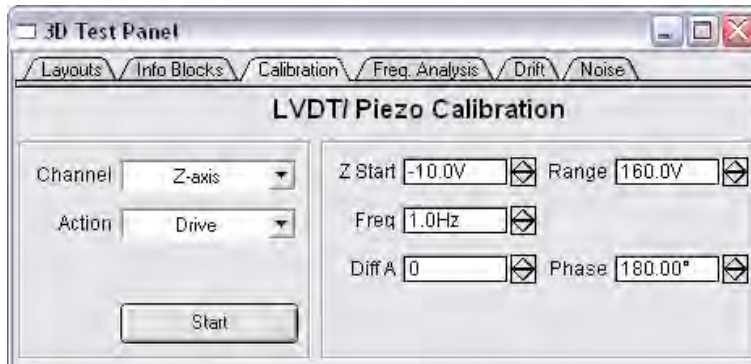 3D Test Panel
Layouts Info Blocks Calibration Freq. Analysis Drift Noise
LVDT/ Piezo Calibration
Channel Z-axis
Action Drive
Start
Z Start -10.0V Range 160.0V
Freq 1.0Hz
Diff A 0 Phase 180.00°